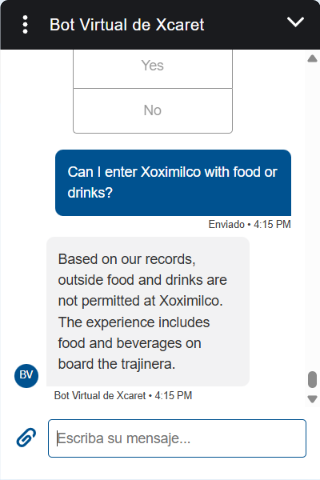 Bot Virtual de Xcaret
Yes
No
Can I enter Xoximilco with food or
drinks?
Enviado • 4:15 PM
Based on our records,
outside food and drinks are
not permitted at Xoximilco.
The experience includes
food and beverages on
board the trajinera.
BV
Bot Virtual de Xcaret • 4:15 PM
Escriba su mensaje...